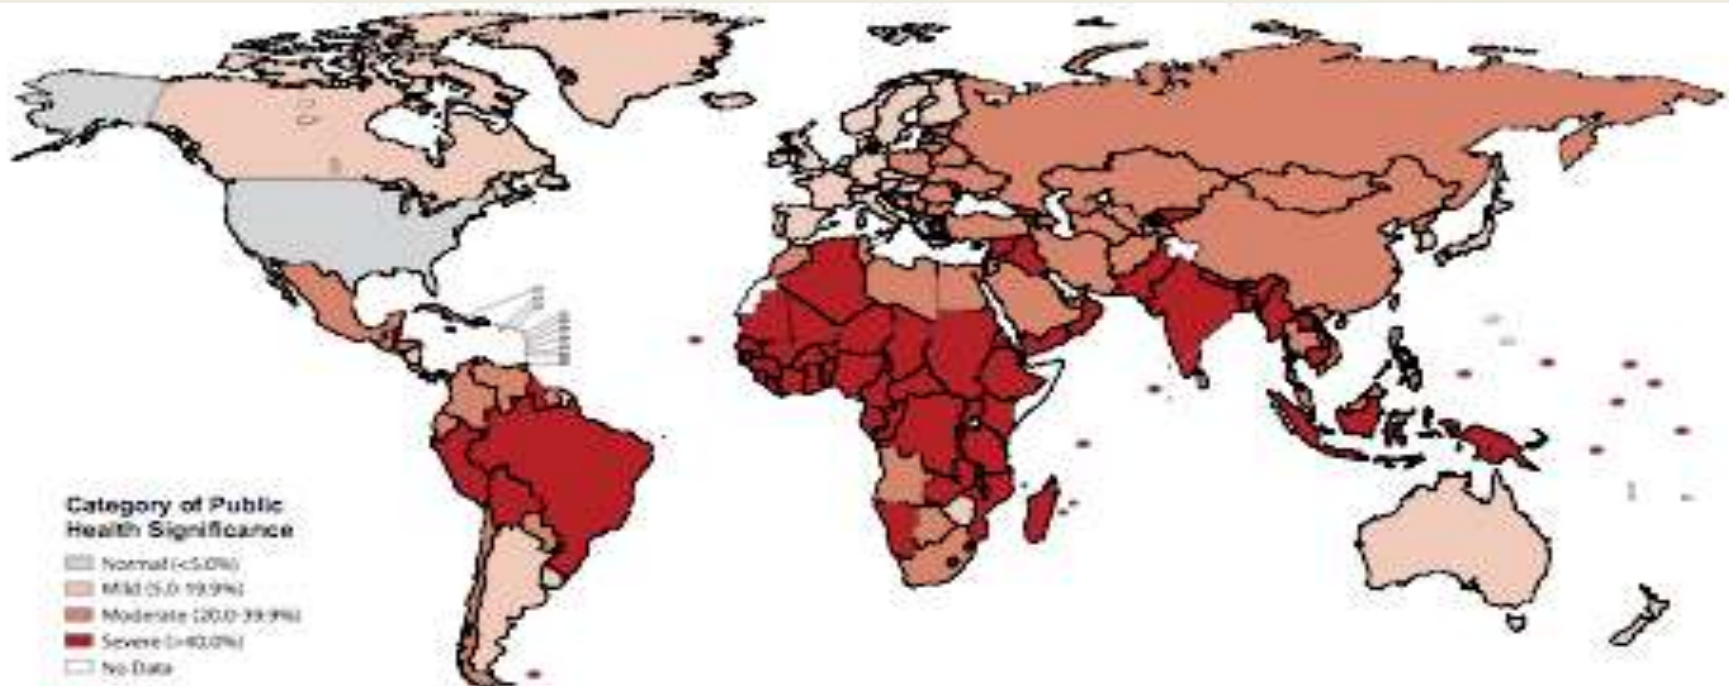 Category of Public
Health Significance
Normal (<5.0%)
Mild (5.0-19.9%)
Moderate (20.0-39.9%)
Severe (>40.0%)
No Data